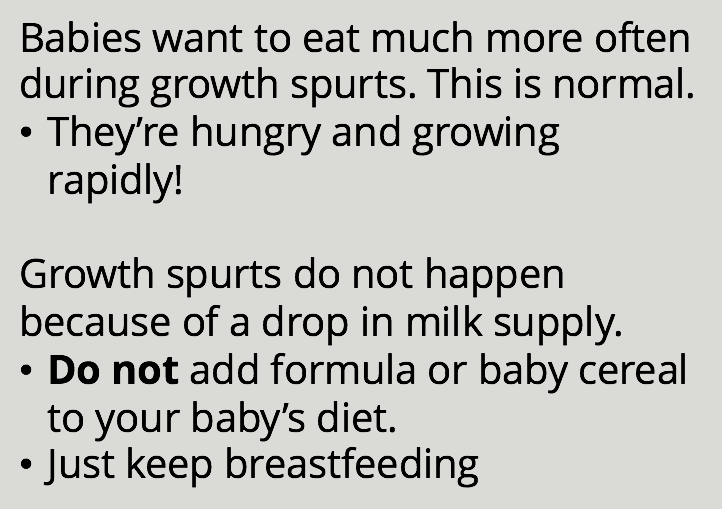 Babies want to eat much more often
during growth spurts. This is normal.
• They’re hungry and growing
rapidly!
Growth spurts do not happen
because of a drop in milk supply.
• Do not add formula or baby cereal
to your baby’s diet.
• Just keep breastfeeding